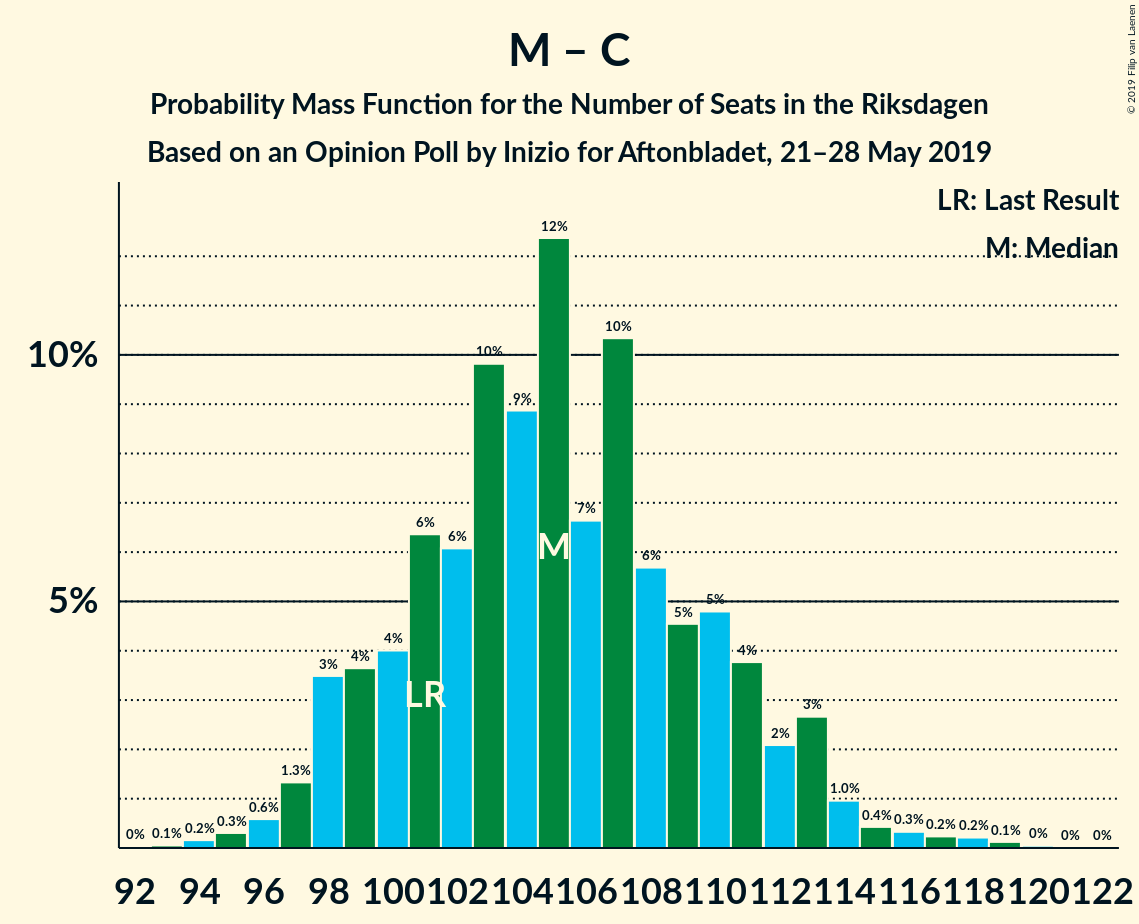 M – C
Probability Mass Function for the Number of Seats in the Riksdagen
Based on an Opinion Poll by Inizio for Aftonbladet, 21–28 May 2019
© 2019 Filip van Laenen
LR: Last Result
M: Median
10%
5%
0% 0.1% 0.2% 0.3% 0.6% 1.3% 3% 4% 4% 6% 6% 10% 9% 12% 7% 10% 6% 5% 5% 4% 2% 3% 1.0% 0.4% 0.3% 0.2% 0.2% 0.1% 0% 0% 0%
M
LR
92 94 96 98 100 102 104 106 108 110 112 114 116 118 120 122